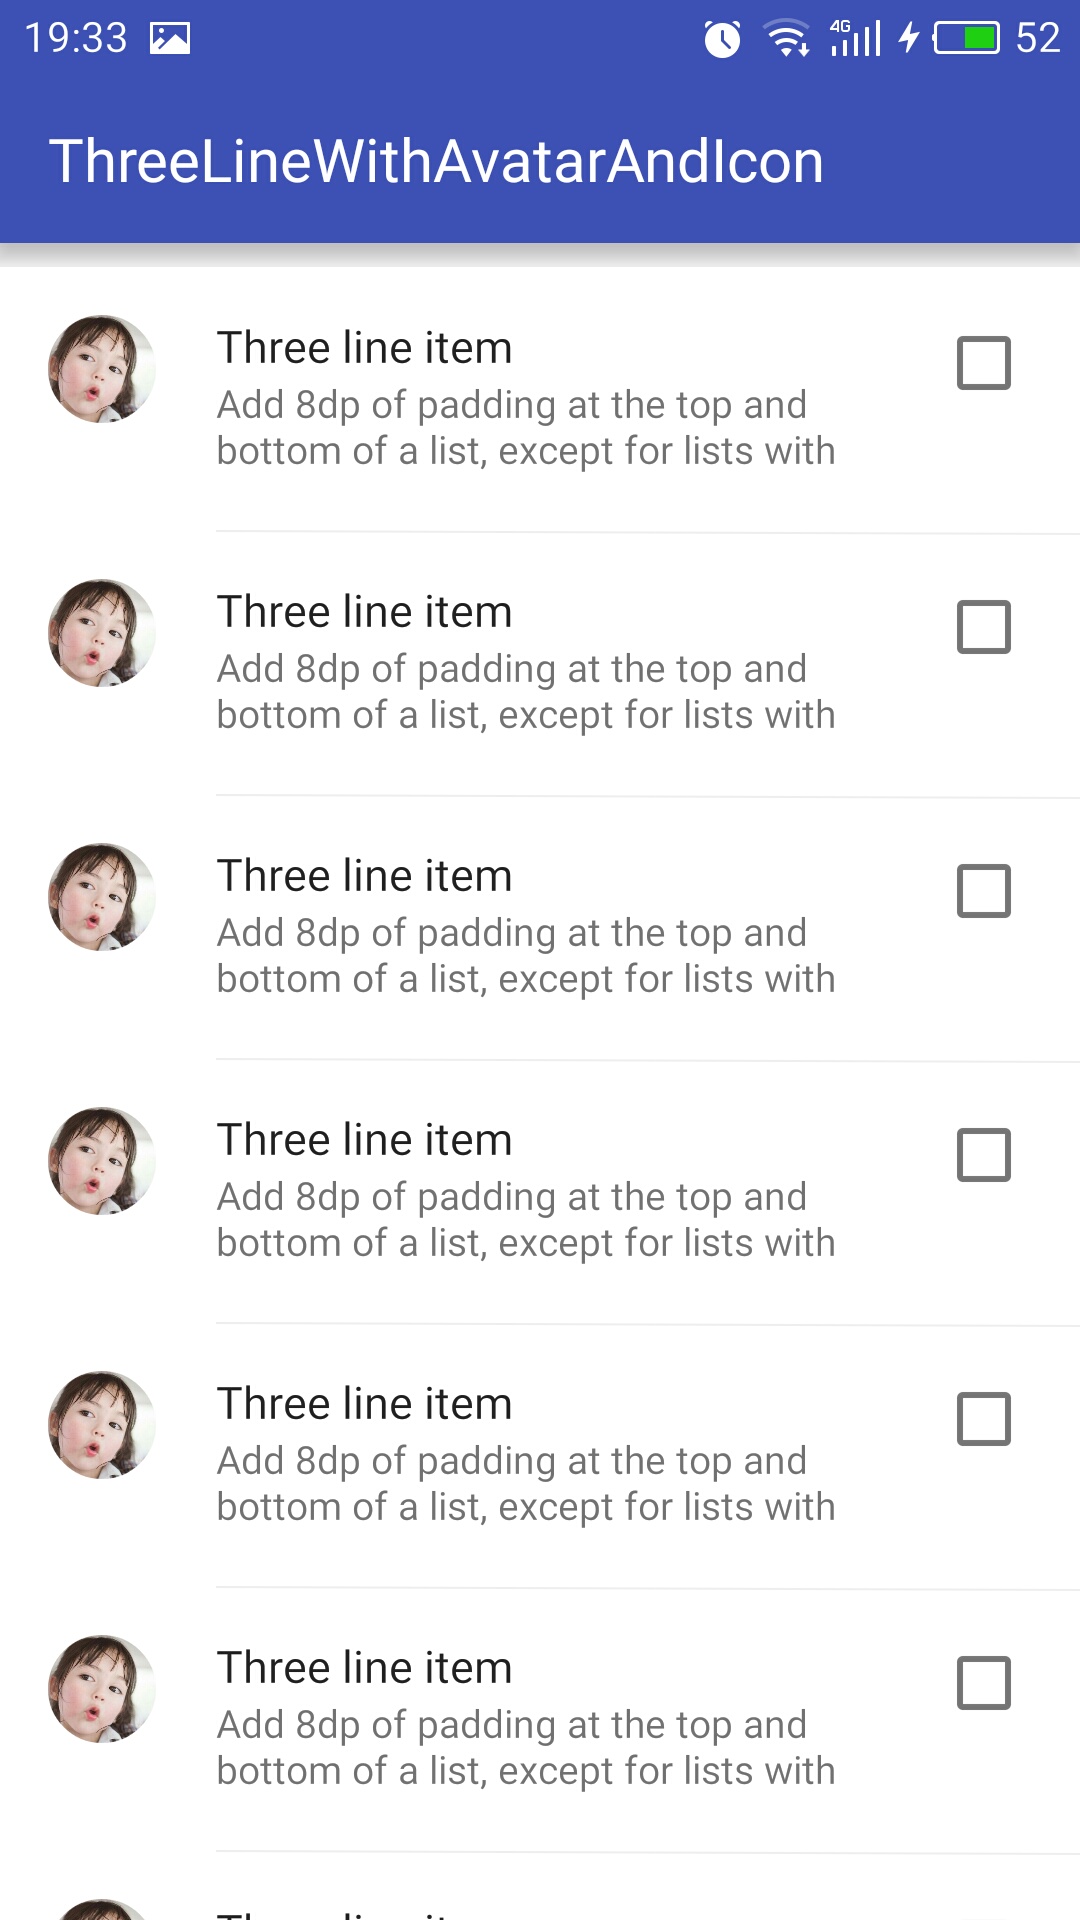 19:33 4G 52
ThreeLineWithAvatarAndIcon
Three line item
Add 8dp of padding at the top and
bottom of a list, except for lists with
Three line item
Add 8dp of padding at the top and
bottom of a list, except for lists with
Three line item
Add 8dp of padding at the top and
bottom of a list, except for lists with
Three line item
Add 8dp of padding at the top and
bottom of a list, except for lists with
Three line item
Add 8dp of padding at the top and
bottom of a list, except for lists with
Three line item
Add 8dp of padding at the top and
bottom of a list, except for lists with
Three line item